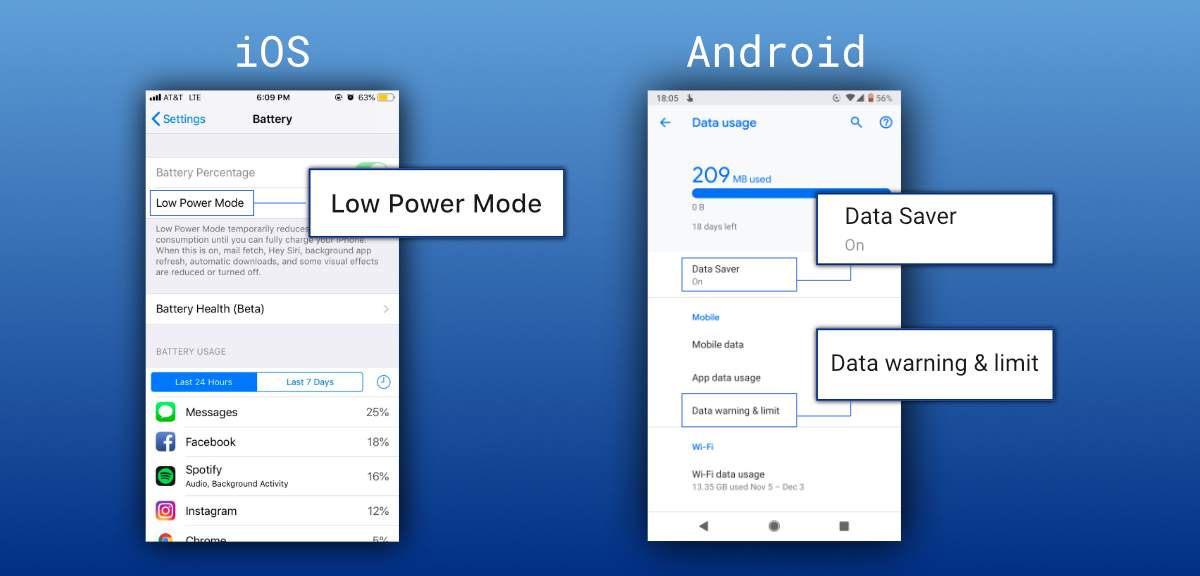 iOS
Android
AT&T LTE
6:09 PM
63%
Settings
Battery
Battery Percentage
Low Power Mode
Low Power Mode
Low Power Mode temporarily reduces
consumption until you can fully charge your iPhone.
When this is on, mail fetch, Hey Siri, background app
refresh, automatic downloads, and some visual effects
are reduced or turned off.
Battery Health (Beta)
BATTERY USAGE
Last 24 Hours
Last 7 Days
Messages
25%
Facebook
18%
Spotify
Audio, Background Activity
16%
Instagram
12%
Chrome
5%
18:05
56%
Data usage
209 MB used
0 B
18 days left
Data Saver
On
Data Saver
On
Mobile
Mobile data
App data usage
Data warning & limit
Data warning & limit
Wi-Fi
Wi-Fi data usage
13.35 GB used Nov 5 – Dec 3